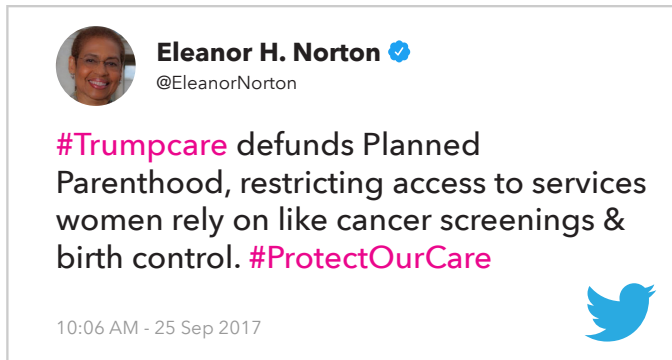 Eleanor H. Norton
@EleanorNorton
#Trumpcare defunds Planned
Parenthood, restricting access to services
women rely on like cancer screenings &
birth control. #ProtectOurCare
10:06 AM - 25 Sep 2017